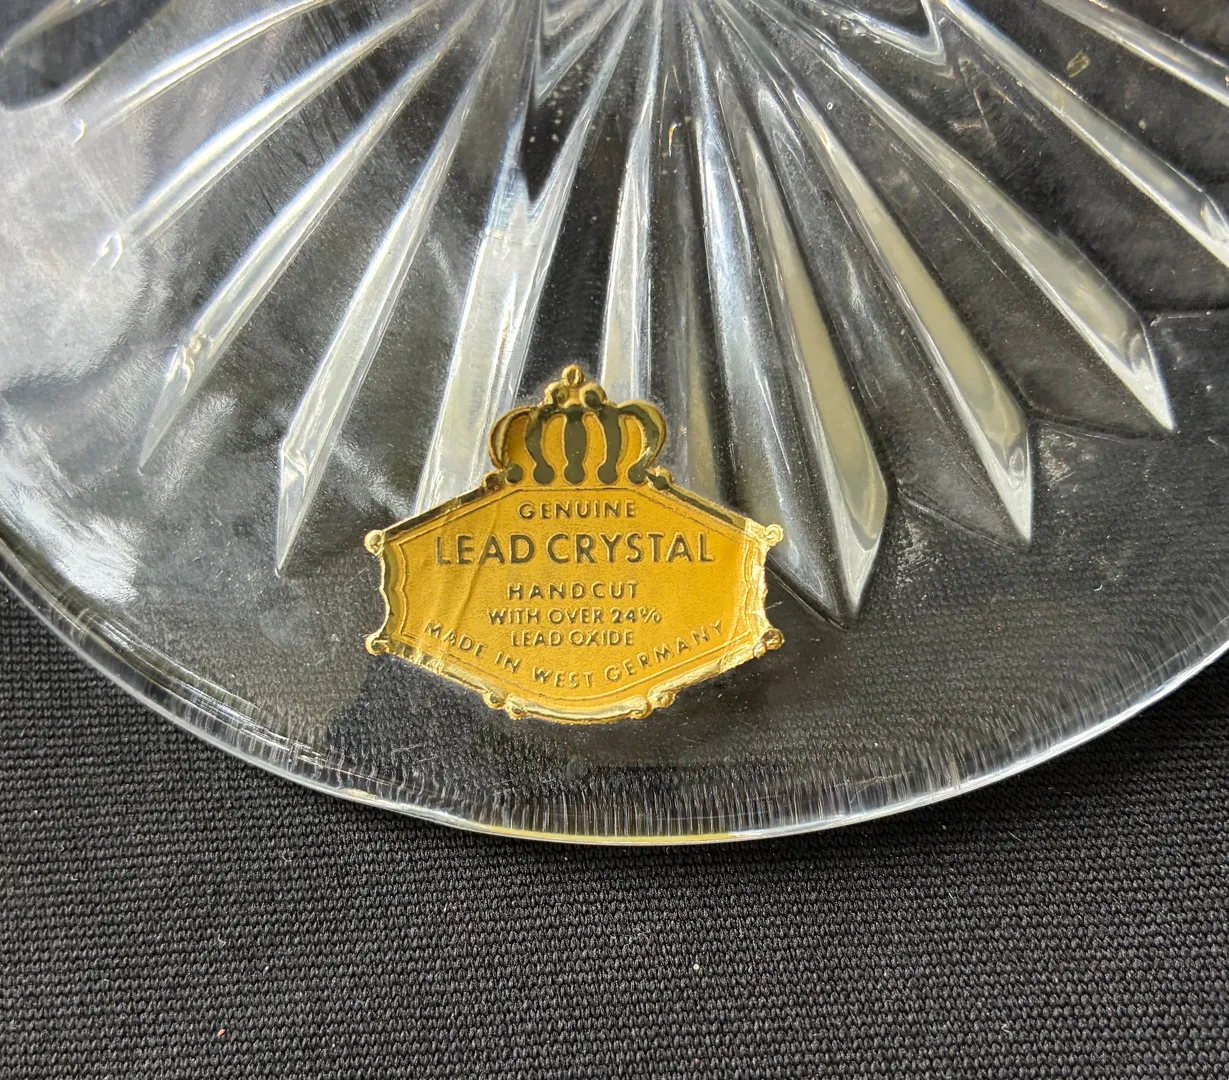 GENUINE
LEAD CRYSTAL
HANDCUT
WITH OVER 24%
LEAD OXIDE
MADE IN WEST GERMANY